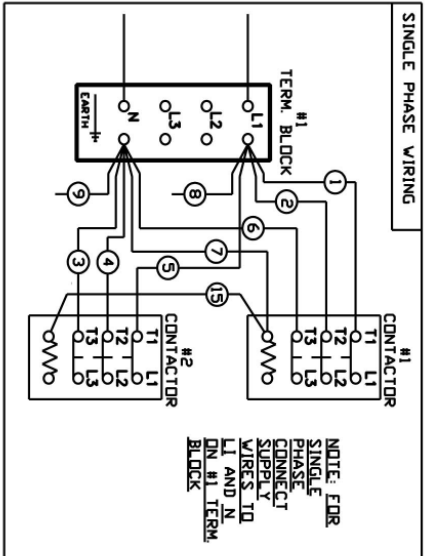 SINGLE PHASE WIRING
#1
TERM. BLOCK
L1
L2
L3
N
EARTH
1
2
6
7
8
5
4
3
9
15
#1
CONTACTOR
T1 L1
T2 L2
T3 L3
#2
CONTACTOR
T1 L1
T2 L2
T3 L3
NOTE: FOR
SINGLE
PHASE
CONNECT
SUPPLY
WIRES TO
L1 AND N
ON #1 TERM.
BLOCK